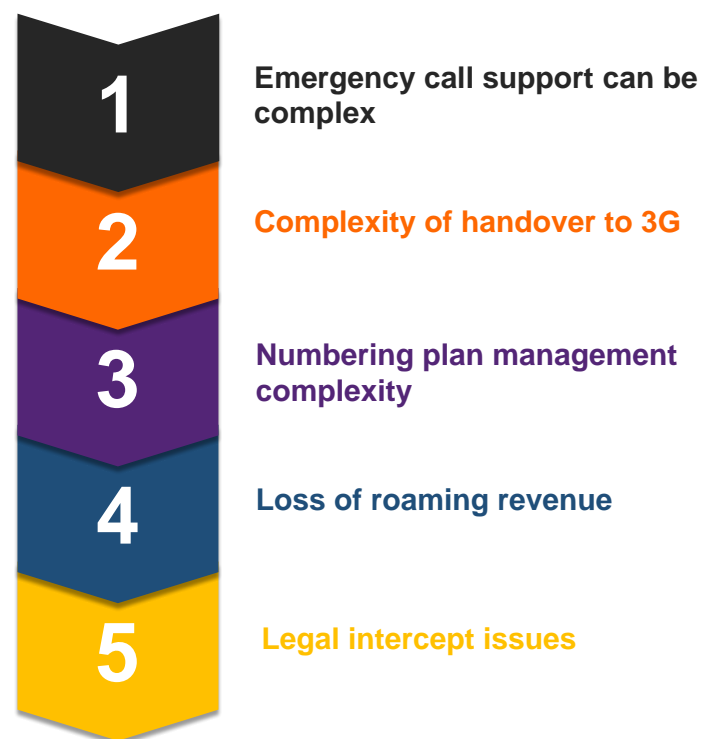 1
Emergency call support can be
complex
2
Complexity of handover to 3G
3
Numbering plan management
complexity
4
Loss of roaming revenue
5
Legal intercept issues